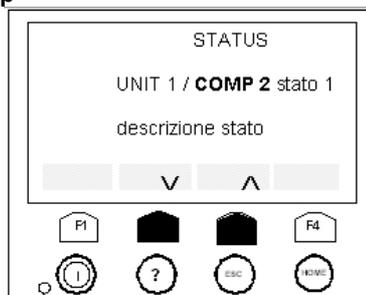 STATUS
UNIT 1 / COMP 2 stato 1
descrizione stato
F1 F4
? ESC HOME